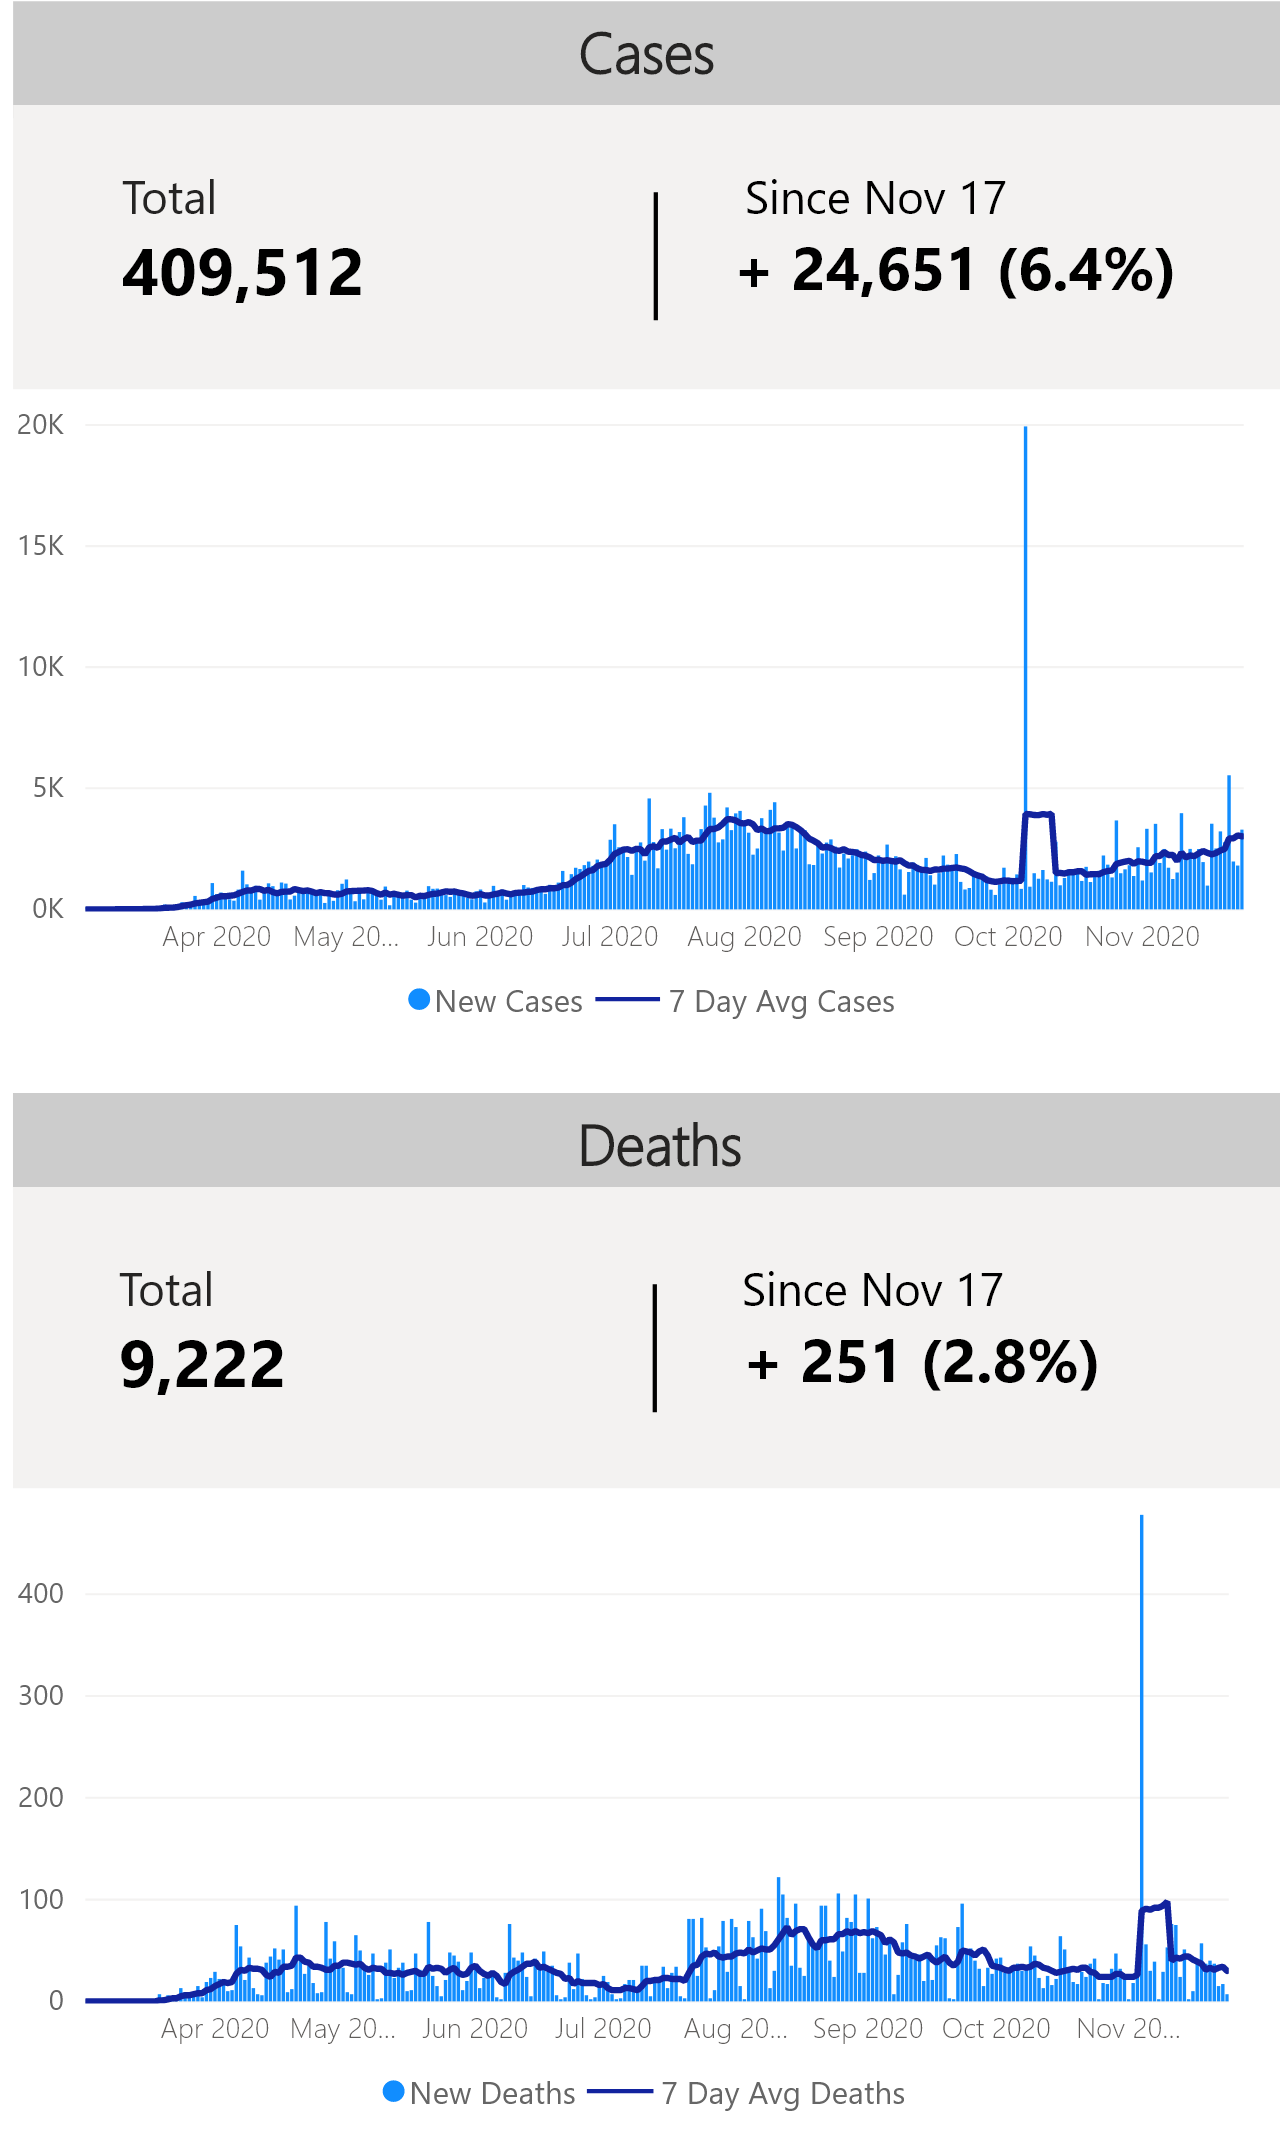 Cases
Total
Since Nov 17
409,512
+ 24,651 (6.4%)
20K
15K
10K
5K
0K
Apr 2020 May 20... Jun 2020 Jul 2020 Aug 2020 Sep 2020 Oct 2020 Nov 2020
New Cases 7 Day Avg Cases
Deaths
Total
Since Nov 17
9,222
+ 251 (2.8%)
400
300
200
100
0
Apr 2020 May 20... Jun 2020 Jul 2020 Aug 20... Sep 2020 Oct 2020 Nov 20...
New Deaths 7 Day Avg Deaths